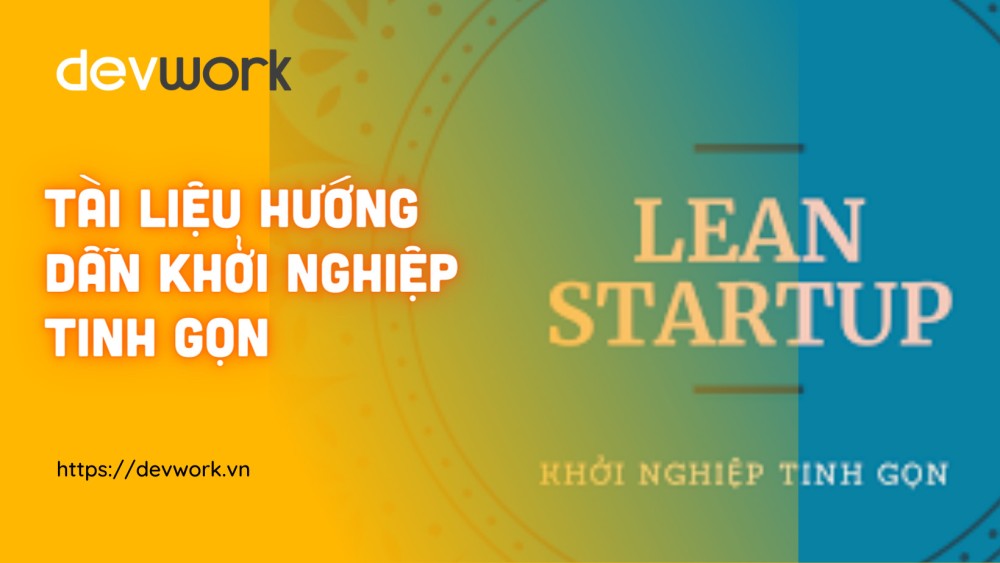 devwork
TÀI LIỆU HƯỚNG
DẪN KHỞI NGHIỆP
TINH GỌN
https://devwork.vn
LEAN
STARTUP
KHỞI NGHIỆP TINH GỌN